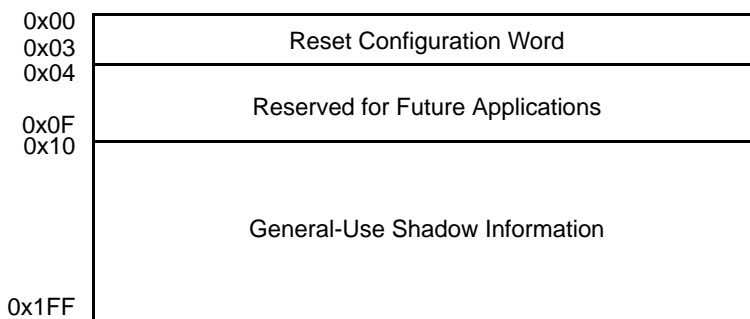 0x00
Reset Configuration Word
0x03
0x04
Reserved for Future Applications
0x0F
0x10
General-Use Shadow Information
0x1FF